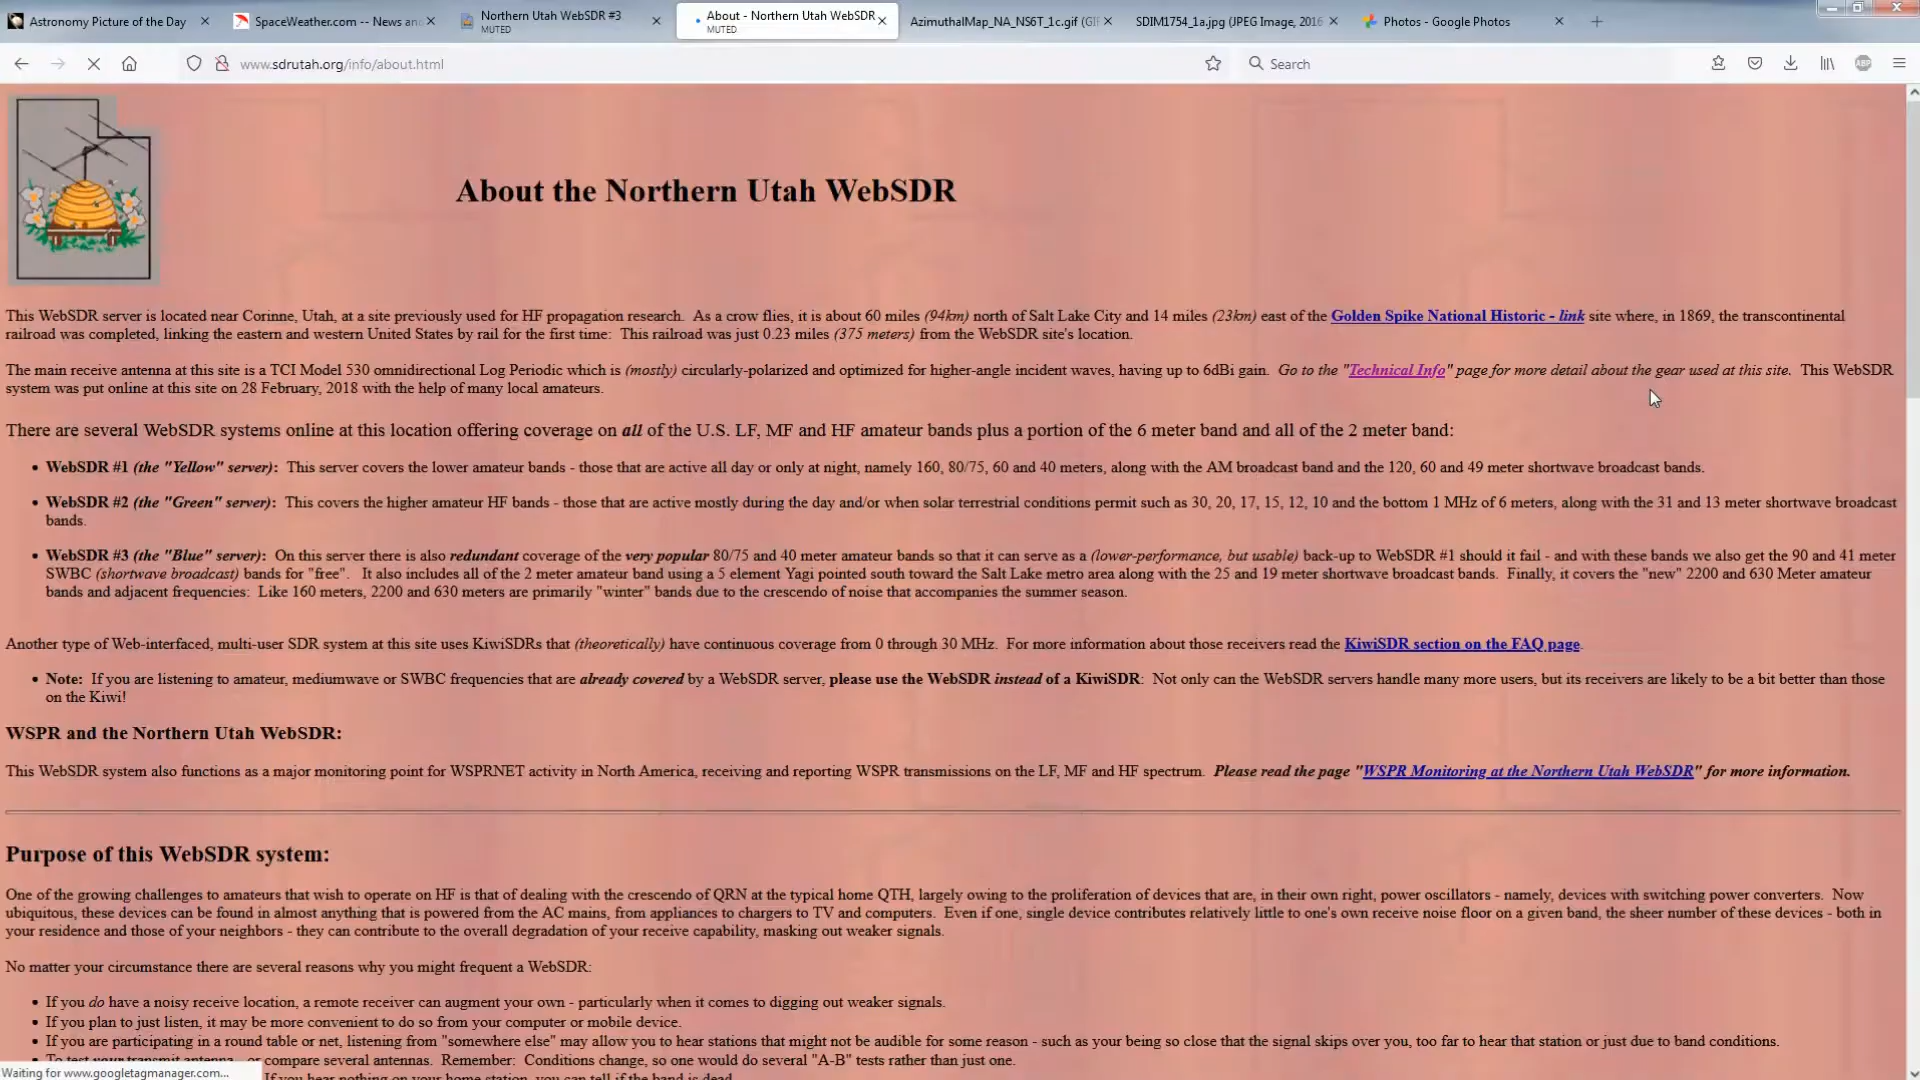 Astronomy Picture of the Day
SpaceWeather.com -- News and
Northern Utah WebSDR #3
MUTED
About - Northern Utah WebSDR
MUTED
AzimuthalMap_NA_NS6T_1c.gif (GIF
SDIM1754_1a.jpg (JPEG Image, 2016
Photos - Google Photos
www.sdrutah.org/info/about.html
Search
ABP
About the Northern Utah WebSDR
This WebSDR server is located near Corinne, Utah, at a site previously used for HF propagation research. As a crow flies, it is about 60 miles (94km) north of Salt Lake City and 14 miles (23km) east of the Golden Spike National Historic - link site where, in 1869, the transcontinental
railroad was completed, linking the eastern and western United States by rail for the first time: This railroad was just 0.23 miles (375 meters) from the WebSDR site's location.
The main receive antenna at this site is a TCI Model 530 omnidirectional Log Periodic which is (mostly) circularly-polarized and optimized for higher-angle incident waves, having up to 6dBi gain. Go to the "Technical Info" page for more detail about the gear used at this site. This WebSDR
system was put online at this site on 28 February, 2018 with the help of many local amateurs.
There are several WebSDR systems online at this location offering coverage on all of the U.S. LF, MF and HF amateur bands plus a portion of the 6 meter band and all of the 2 meter band:
• WebSDR #1 (the "Yellow" server): This server covers the lower amateur bands - those that are active all day or only at night, namely 160, 80/75, 60 and 40 meters, along with the AM broadcast band and the 120, 60 and 49 meter shortwave broadcast bands.
• WebSDR #2 (the "Green" server): This covers the higher amateur HF bands - those that are active mostly during the day and/or when solar terrestrial conditions permit such as 30, 20, 17, 15, 12, 10 and the bottom 1 MHz of 6 meters, along with the 31 and 13 meter shortwave broadcast
bands.
• WebSDR #3 (the "Blue" server): On this server there is also redundant coverage of the very popular 80/75 and 40 meter amateur bands so that it can serve as a (lower-performance, but usable) back-up to WebSDR #1 should it fail - and with these bands we also get the 90 and 41 meter
SWBC (shortwave broadcast) bands for "free". It also includes all of the 2 meter amateur band using a 5 element Yagi pointed south toward the Salt Lake metro area along with the 25 and 19 meter shortwave broadcast bands. Finally, it covers the "new" 2200 and 630 Meter amateur
bands and adjacent frequencies: Like 160 meters, 2200 and 630 meters are primarily "winter" bands due to the crescendo of noise that accompanies the summer season.
Another type of Web-interfaced, multi-user SDR system at this site uses KiwiSDRs that (theoretically) have continuous coverage from 0 through 30 MHz. For more information about those receivers read the KiwiSDR section on the FAQ page.
• Note: If you are listening to amateur, mediumwave or SWBC frequencies that are already covered by a WebSDR server, please use the WebSDR instead of a KiwiSDR: Not only can the WebSDR servers handle many more users, but its receivers are likely to be a bit better than those
on the Kiwi!
WSPR and the Northern Utah WebSDR:
This WebSDR system also functions as a major monitoring point for WSPRNET activity in North America, receiving and reporting WSPR transmissions on the LF, MF and HF spectrum. Please read the page "WSPR Monitoring at the Northern Utah WebSDR" for more information.
Purpose of this WebSDR system:
One of the growing challenges to amateurs that wish to operate on HF is that of dealing with the crescendo of QRN at the typical home QTH, largely owing to the proliferation of devices that are, in their own right, power oscillators - namely, devices with switching power converters. Now
ubiquitous, these devices can be found in almost anything that is powered from the AC mains, from appliances to chargers to TV and computers. Even if one, single device contributes relatively little to one's own receive noise floor on a given band, the sheer number of these devices - both in
your residence and those of your neighbors - they can contribute to the overall degradation of your receive capability, masking out weaker signals.
No matter your circumstance there are several reasons why you might frequent a WebSDR:
• If you do have a noisy receive location, a remote receiver can augment your own - particularly when it comes to digging out weaker signals.
• If you plan to just listen, it may be more convenient to do so from your computer or mobile device.
• If you are participating in a round table or net, listening from "somewhere else" may allow you to hear stations that might not be audible for some reason - such as your being so close that the signal skips over you, too far to hear that station or just due to band conditions.
• To test your transmit antenna - or compare several antennas. Remember: Conditions change, so one would do several "A-B" tests rather than just one.
If you hear nothing on your home station, you can tell if the band is dead
Waiting for www.googletagmanager.com...